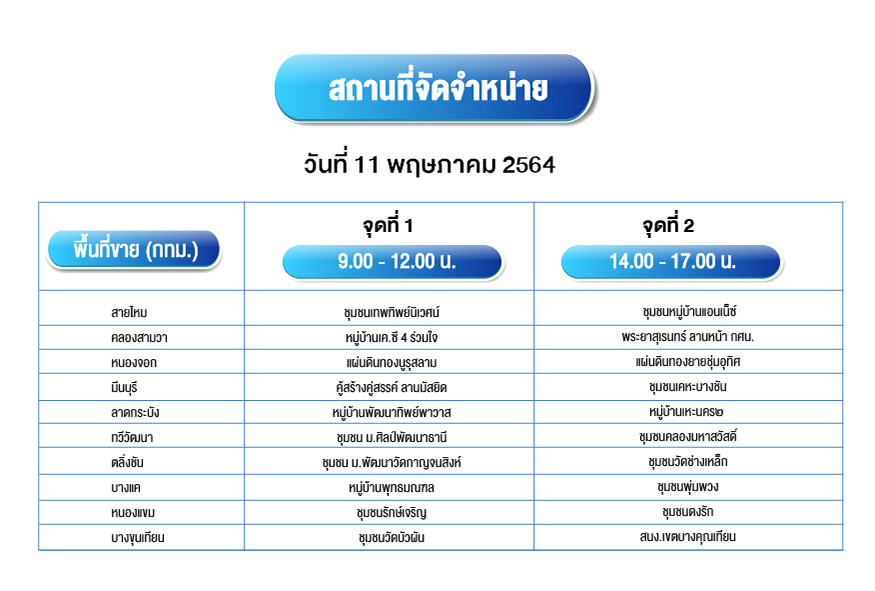 สถานที่จัดจำหน่าย
วันที่ 11 พฤษภาคม 2564
พื้นที่ขาย (กทม.) จุดที่ 1 จุดที่ 2
9.00 - 12.00 น. 14.00 - 17.00 น.
สายไหม ชุมชนเทพทิพย์นิเวศน์ ชุมชนหมู่บ้านแอนเน็ซ์
คลองสามวา หมู่บ้านเค.ซี 4 ร่วมใจ พระยาสุเรนทร์ ลานหน้า กศน.
หนองจอก แผ่นดินทองนูรุสลาม แผ่นดินทองยายชุ่มอุทิศ
มีนบุรี คู้สร้างคู่สรรค์ ลานมัสยิด ชุมชนเคหะบางชัน
ลาดกระบัง หมู่บ้านพัฒนาทิพย์พาวาส หมู่บ้านเหะนคร๒
ทวีวัฒนา ชุมชน ม.ศิลป์พัฒนาธานี ชุมชนคลองมหาสวัสดิ์
ตลิ่งชัน ชุมชน ม.พัฒนาวัดกาญจนสิงห์ ชุมชนวัดช่างเหล็ก
บางแค หมู่บ้านพุทธมณฑล ชุมชนพุ่มพวง
หนองแขม ชุมชนรักษ์เจริญ ชุมชนดงรัก
บางขุนเทียน ชุมชนวัดบัวผัน สนง.เขตบางคุณเทียน